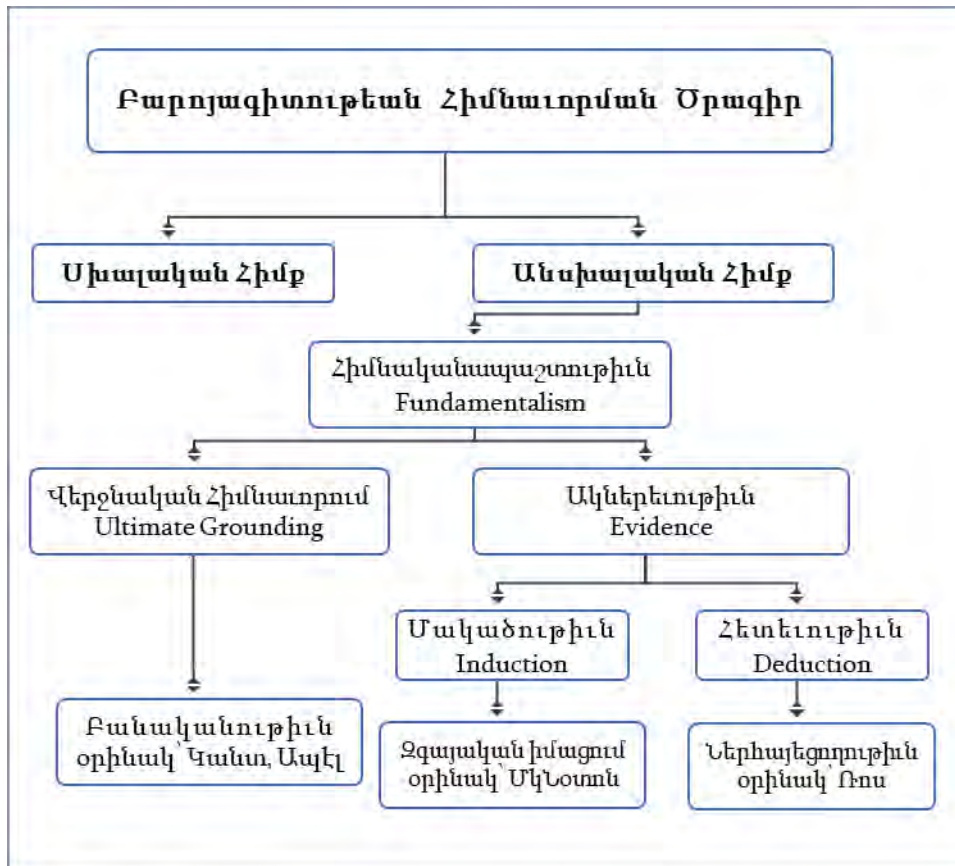 Բարոյագիտութեան Հիմնաւորման Ծրագիր
Սխալական Հիմք
Անսխալական Հիմք
Հիմնականապաշտութիւն
Fundamentalism
Վերջնական Հիմնաւորում
Ultimate Grounding
Ակներեւութիւն
Evidence
Մակածութիւն
Induction
Հետեւութիւն
Deduction
Բանականութիւն
օրինակ՝ Կանտ, Ապէլ
Զգայական իմացում
օրինակ՝ ՄկՆօտոն
Ներհայեցողութիւն
օրինակ՝ Ռոս